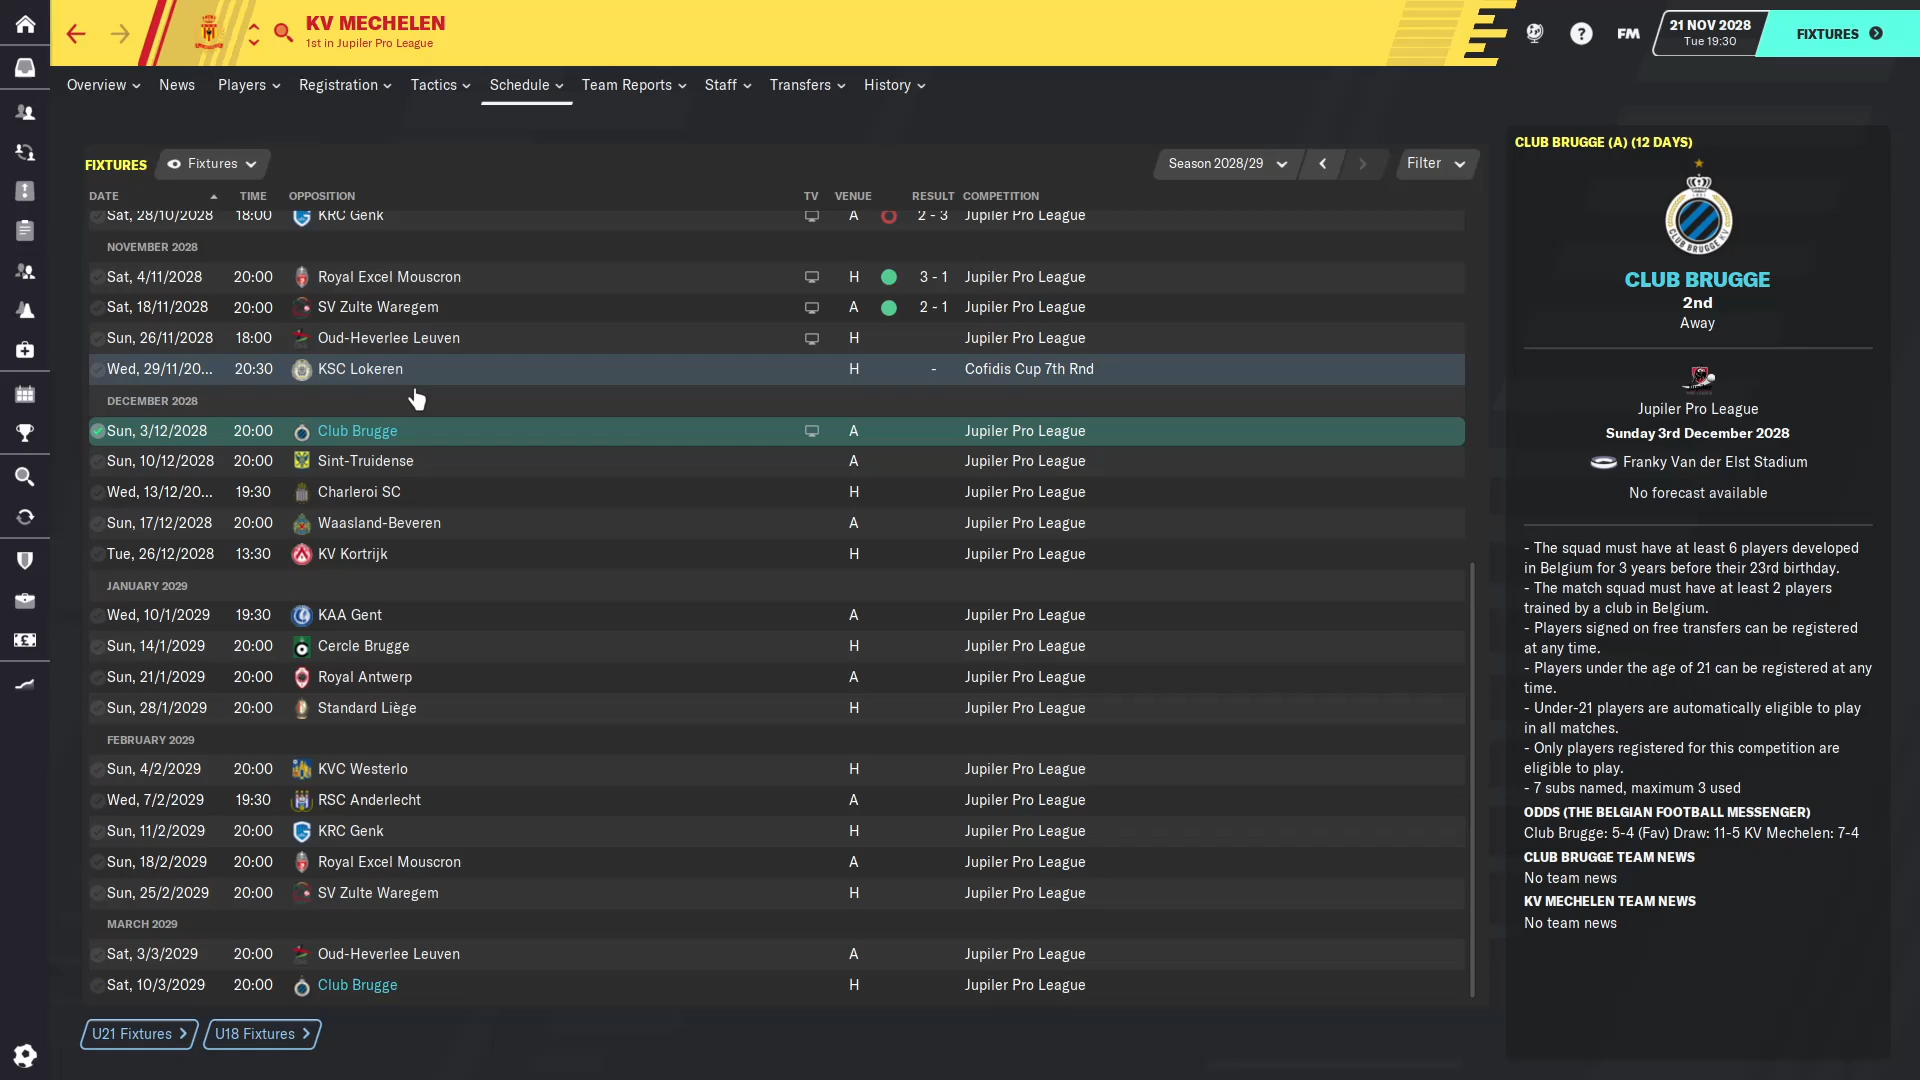 KV MECHELEN
1st in Jupiler Pro League
FM
21 NOV 2028
Tue 19:30
FIXTURES
Overview News Players Registration Tactics Schedule Team Reports Staff Transfers History
FIXTURES Fixtures Season 2028/29 Filter
DATE TIME OPPOSITION TV VENUE RESULT COMPETITION
Sat, 28/10/2028 18:00 KRC Genk A 2 - 3 Jupiler Pro League
NOVEMBER 2028
Sat, 4/11/2028 20:00 Royal Excel Mouscron H 3 - 1 Jupiler Pro League
Sat, 18/11/2028 20:00 SV Zulte Waregem A 2 - 1 Jupiler Pro League
Sun, 26/11/2028 18:00 Oud-Heverlee Leuven H Jupiler Pro League
Wed, 29/11/20... 20:30 KSC Lokeren H - Cofidis Cup 7th Rnd
DECEMBER 2028
Sun, 3/12/2028 20:00 Club Brugge A Jupiler Pro League
Sun, 10/12/2028 20:00 Sint-Truidense A Jupiler Pro League
Wed, 13/12/20... 19:30 Charleroi SC H Jupiler Pro League
Sun, 17/12/2028 20:00 Waasland-Beveren A Jupiler Pro League
Tue, 26/12/2028 13:30 KV Kortrijk H Jupiler Pro League
JANUARY 2029
Wed, 10/1/2029 19:30 KAA Gent A Jupiler Pro League
Sun, 14/1/2029 20:00 Cercle Brugge H Jupiler Pro League
Sun, 21/1/2029 20:00 Royal Antwerp A Jupiler Pro League
Sun, 28/1/2029 20:00 Standard Liège H Jupiler Pro League
FEBRUARY 2029
Sun, 4/2/2029 20:00 KVC Westerlo H Jupiler Pro League
Wed, 7/2/2029 19:30 RSC Anderlecht A Jupiler Pro League
Sun, 11/2/2029 20:00 KRC Genk H Jupiler Pro League
Sun, 18/2/2029 20:00 Royal Excel Mouscron A Jupiler Pro League
Sun, 25/2/2029 20:00 SV Zulte Waregem H Jupiler Pro League
MARCH 2029
Sat, 3/3/2029 20:00 Oud-Heverlee Leuven A Jupiler Pro League
Sat, 10/3/2029 20:00 Club Brugge H Jupiler Pro League
U21 Fixtures U18 Fixtures
CLUB BRUGGE (A) (12 DAYS)
CLUB BRUGGE KV
CLUB BRUGGE
2nd
Away
Jupiler Pro League
Sunday 3rd December 2028
Franky Van der Elst Stadium
No forecast available
- The squad must have at least 6 players developed
in Belgium for 3 years before their 23rd birthday.
- The match squad must have at least 2 players
trained by a club in Belgium.
- Players signed on free transfers can be registered
at any time.
- Players under the age of 21 can be registered at any
time.
- Under-21 players are automatically eligible to play
in all matches.
- Only players registered for this competition are
eligible to play.
- 7 subs named, maximum 3 used
ODDS (THE BELGIAN FOOTBALL MESSENGER)
Club Brugge: 5-4 (Fav) Draw: 11-5 KV Mechelen: 7-4
CLUB BRUGGE TEAM NEWS
No team news
KV MECHELEN TEAM NEWS
No team news